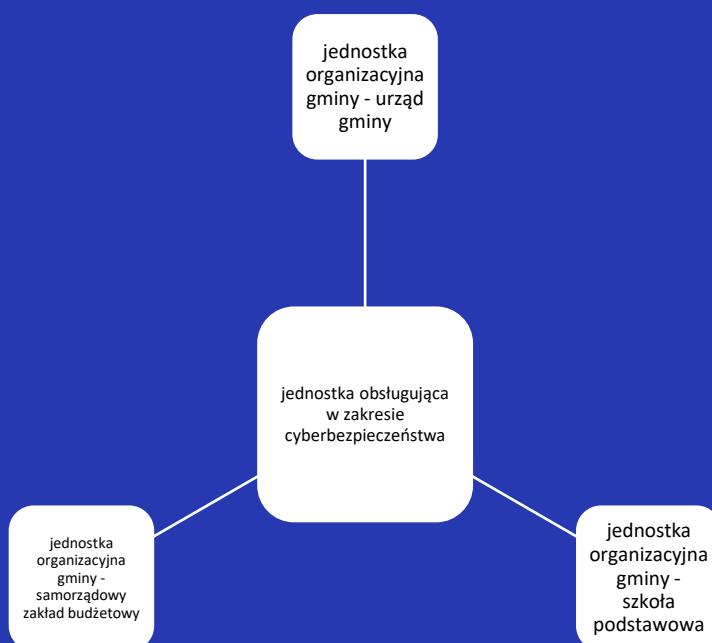 jednostka
organizacyjna
gminy - urząd
gminy
jednostka obsługująca
w zakresie
cyberbezpieczeństwa
jednostka
organizacyjna
gminy -
samorządowy
zakład budżetowy
jednostka
organizacyjna
gminy -
szkoła
podstawowa